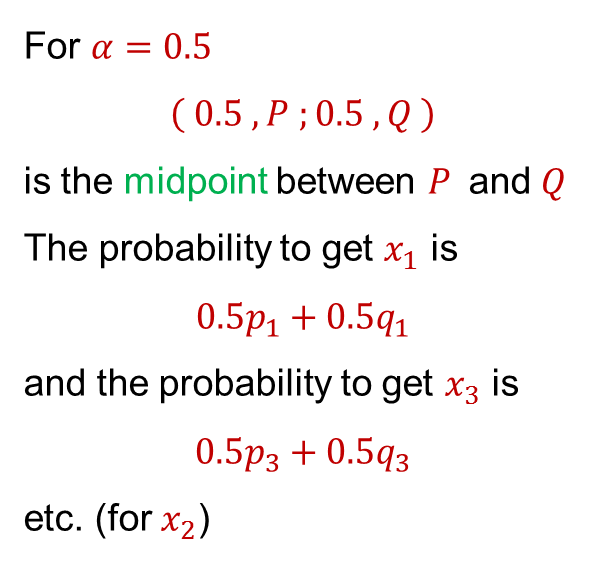 For α = 0.5
( 0.5 , P ; 0.5 , Q )
is the midpoint between P and Q
The probability to get x₁ is
0.5p₁ + 0.5q₁
and the probability to get x₃ is
0.5p₃ + 0.5q₃
etc. (for x₂)